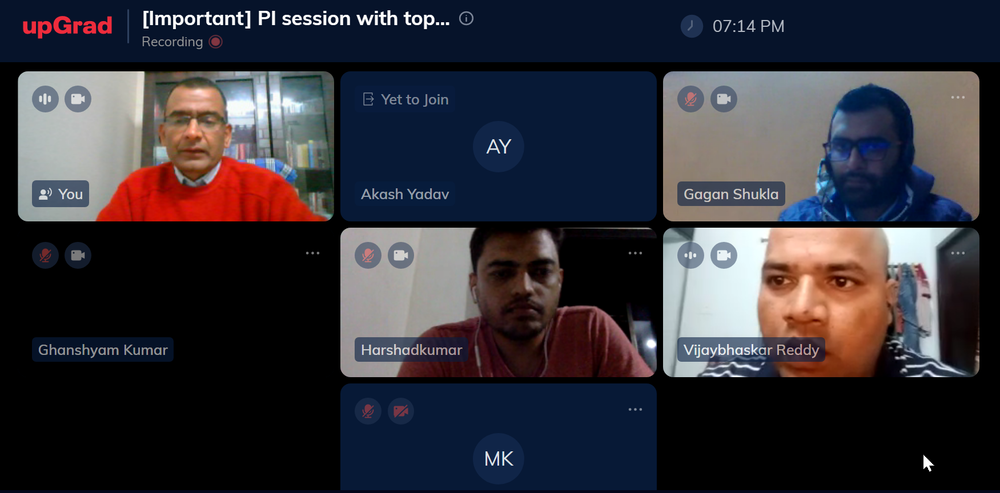 upGrad
[Important] PI session with top...
Recording
07:14 PM
You
Yet to Join
AY
Akash Yadav
Gagan Shukla
Ghanshyam Kumar
Harshadkumar
Vijaybhaskar Reddy
MK